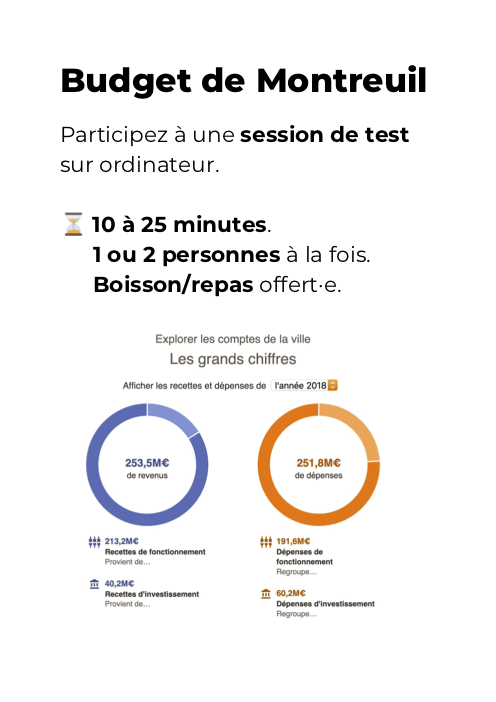 Budget de Montreuil
Participez à une session de test
sur ordinateur.
⏳ 10 à 25 minutes.
1 ou 2 personnes à la fois.
Boisson/repas offert·e.
Explorer les comptes de la ville
Les grands chiffres
Afficher les recettes et dépenses de l'année 2018
253,5M€
de revenus
251,8M€
de dépenses
213,2M€
Recettes de fonctionnement
Provient de…
40,2M€
Recettes d'investissement
Provient de…
191,6M€
Dépenses de
fonctionnement
Regroupe…
60,2M€
Dépenses d'investissement
Regroupe…